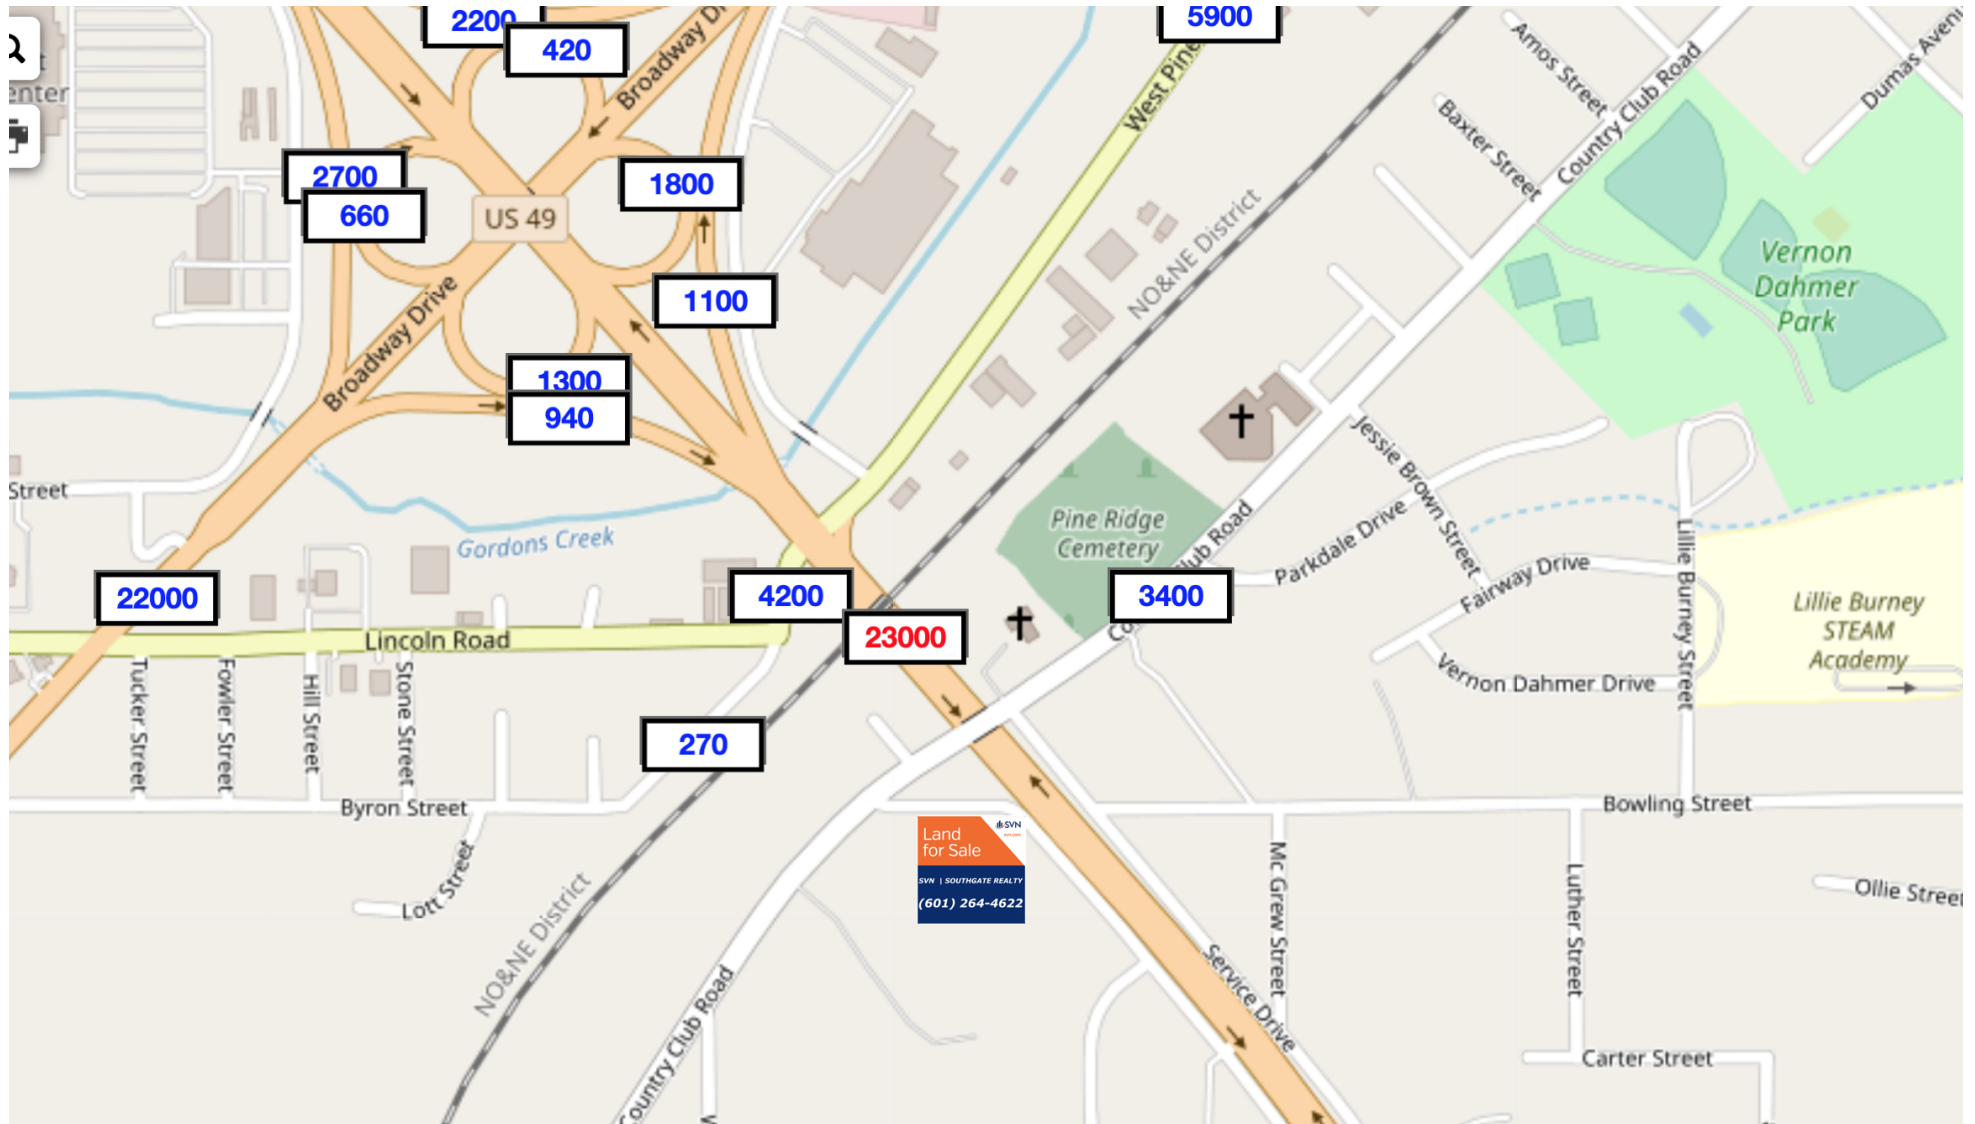 2200
420
5900
Broadway Dr
West Pine
Amos Street
Country Club Road
Dumas Aven
enter
Baxter Street
2700
660
US 49
1800
NO&NE District
Vernon
Dahmer
Park
1100
Broadway Drive
1300
940
Jessie Brown Street
Street
Gordons Creek
Pine Ridge
Cemetery
Club Road
Parkdale Drive
Fairway Drive
Lillie Burney Street
22000
4200
3400
Co
Lillie Burney
STEAM
Academy
Lincoln Road
23000
Tucker Street
Fowler Street
Hill Street
Stone Street
Vernon Dahmer Drive
270
Byron Street
Bowling Street
Land
for Sale
SVN
SVN | SOUTHGATE REALTY
(601) 264-4622
Lott Street
NO&NE District
Mc Grew Street
Luther Street
Ollie Street
Country Club Road
Service Drive
Carter Street